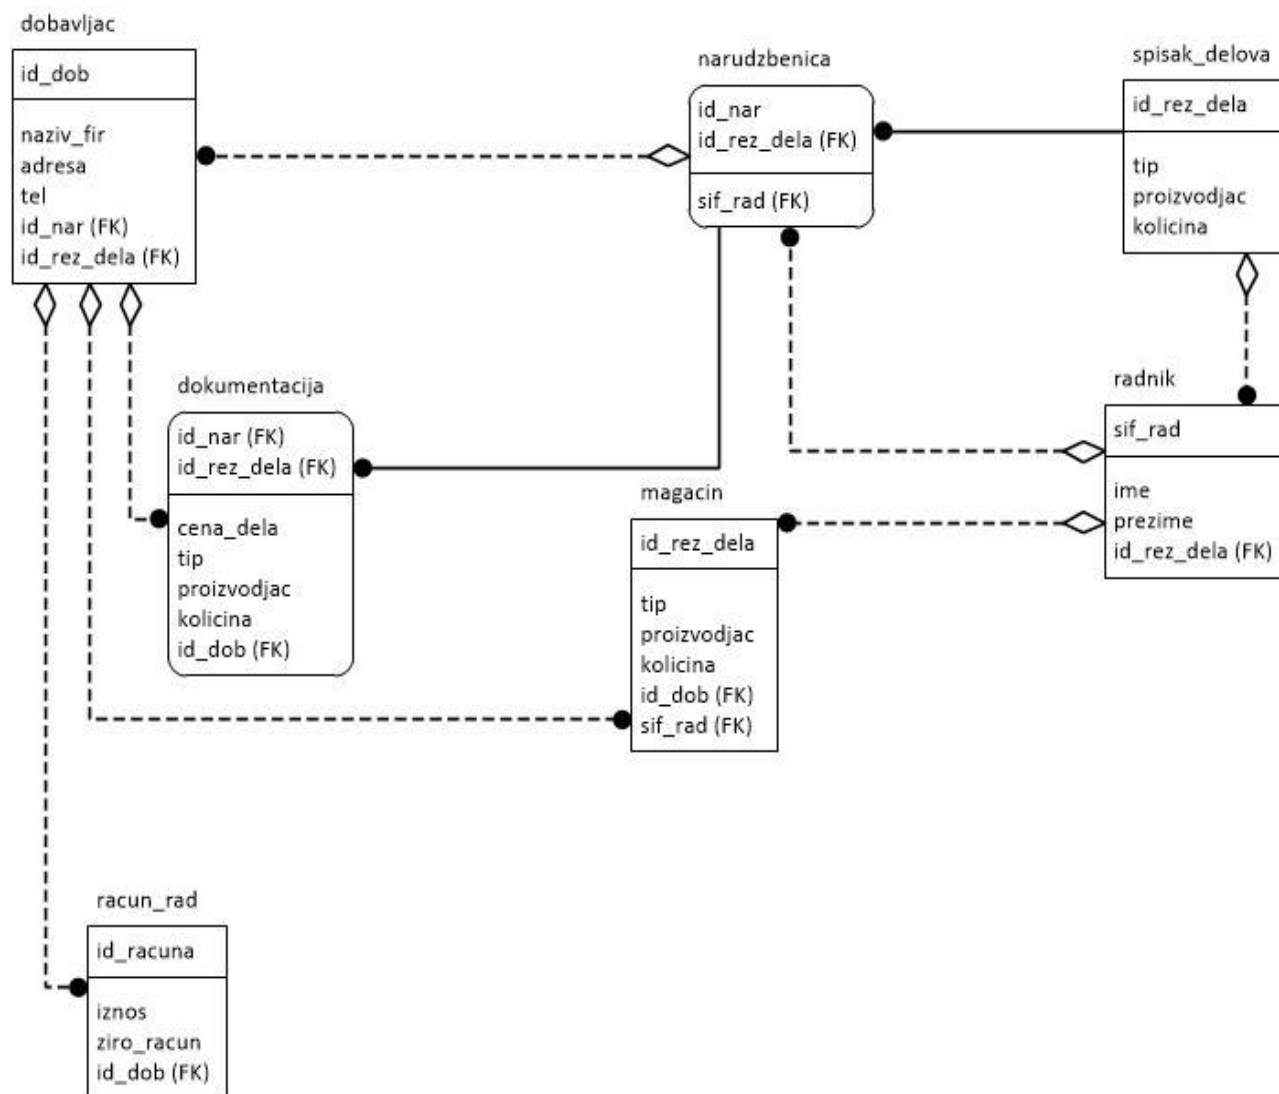 dobavljac
id_dob
naziv_fir
adresa
tel
id_nar (FK)
id_rez_dela (FK)
narudzbenica
id_nar
id_rez_dela (FK)
sif_rad (FK)
spisak_delova
id_rez_dela
tip
proizvodjac
kolicina
dokumentacija
id_nar (FK)
id_rez_dela (FK)
cena_dela
tip
proizvodjac
kolicina
id_dob (FK)
magacin
id_rez_dela
tip
proizvodjac
kolicina
id_dob (FK)
sif_rad (FK)
radnik
sif_rad
ime
prezime
id_rez_dela (FK)
racun_rad
id_racuna
iznos
ziro_racun
id_dob (FK)